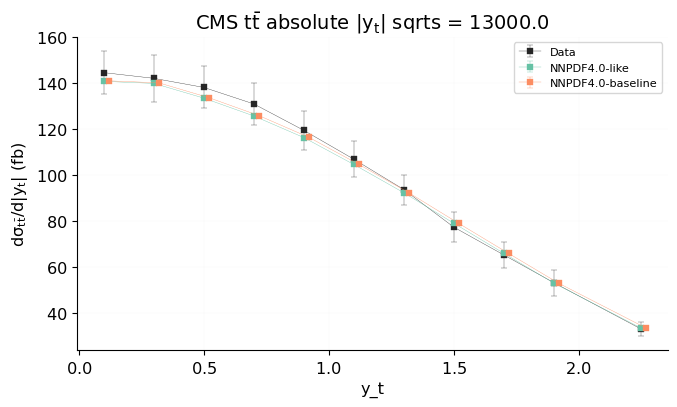 CMS tt̄ absolute |yt| sqrts = 13000.0
Data
NNPDF4.0-like
NNPDF4.0-baseline
dσtt̄/d|yt| (fb)
160
140
120
100
80
60
40
0.0 0.5 1.0 1.5 2.0
y_t